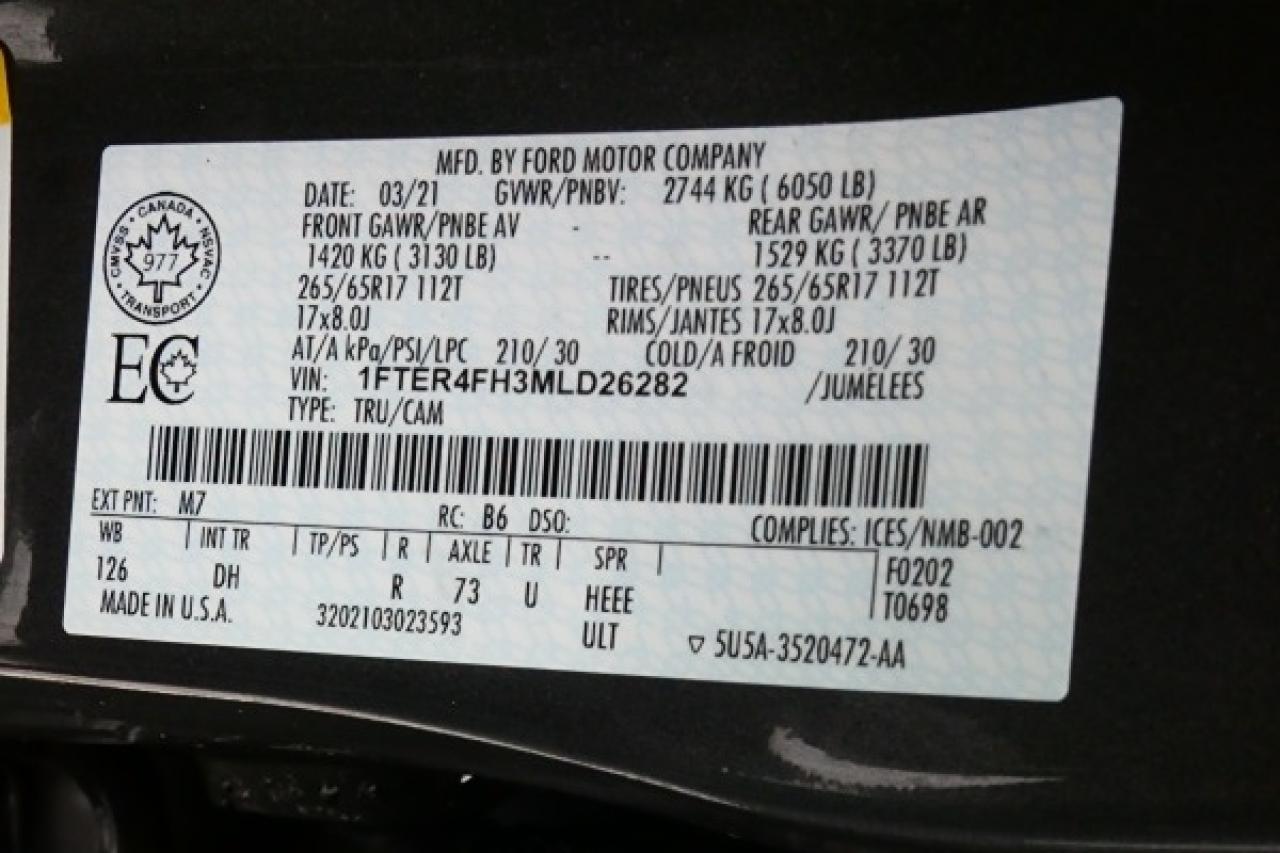 MFD. BY FORD MOTOR COMPANY
DATE: 03/21 GVWR/PNBV: 2744 KG ( 6050 LB)
FRONT GAWR/PNBE AV - REAR GAWR/ PNBE AR
1420 KG ( 3130 LB) -- 1529 KG ( 3370 LB)
265/65R17 112T TIRES/PNEUS 265/65R17 112T
17x8.0J RIMS/JANTES 17x8.0J
AT/A kPa/PSI/LPC 210/ 30 COLD/A FROID 210/ 30
VIN: 1FTER4FH3MLD26282 /JUMELEES
TYPE: TRU/CAM
CANADA
CMVSS NSVAC
977
TRANSPORT
EC
EXT PNT: M7 RC: B6 DSO: COMPLIES: ICES/NMB-002
WB | INT TR | TP/PS | R | AXLE | TR | SPR | F0202
126 DH R 73 U HEEE T0698
MADE IN U.S.A. 3202103023593 ULT ▽ 5U5A-3520472-AA